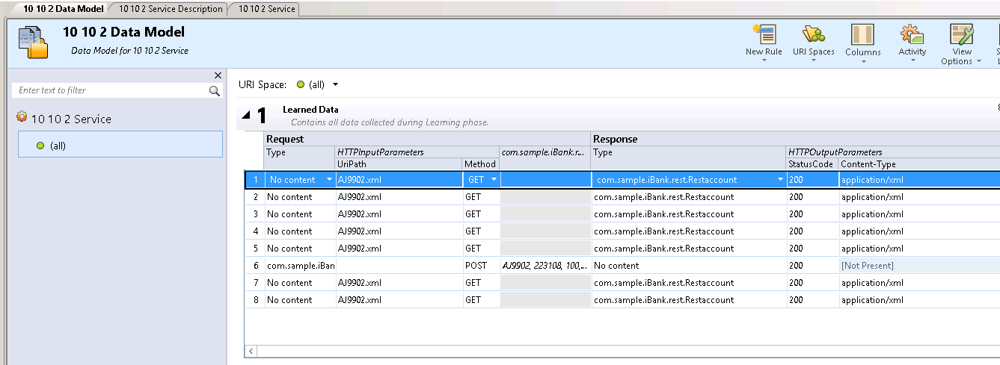 10 10 2 Data Model 10 10 2 Service Description 10 10 2 Service
10 10 2 Data Model
Data Model for 10 10 2 Service
New Rule URI Spaces Columns Activity View Options
Enter text to filter
10 10 2 Service
(all)
URI Space: (all)
1 Learned Data
Contains all data collected during Learning phase.
Request Response
Type HTTPInputParameters com.sample.iBank.r... Type HTTPOutputParameters
UriPath Method StatusCode Content-Type
1 No content AJ9902.xml GET com.sample.iBank.rest.Restaccount 200 application/xml
2 No content AJ9902.xml GET com.sample.iBank.rest.Restaccount 200 application/xml
3 No content AJ9902.xml GET com.sample.iBank.rest.Restaccount 200 application/xml
4 No content AJ9902.xml GET com.sample.iBank.rest.Restaccount 200 application/xml
5 No content AJ9902.xml GET com.sample.iBank.rest.Restaccount 200 application/xml
6 com.sample.iBan POST AJ9902, 223108, 100,... No content 200 [Not Present]
7 No content AJ9902.xml GET com.sample.iBank.rest.Restaccount 200 application/xml
8 No content AJ9902.xml GET com.sample.iBank.rest.Restaccount 200 application/xml